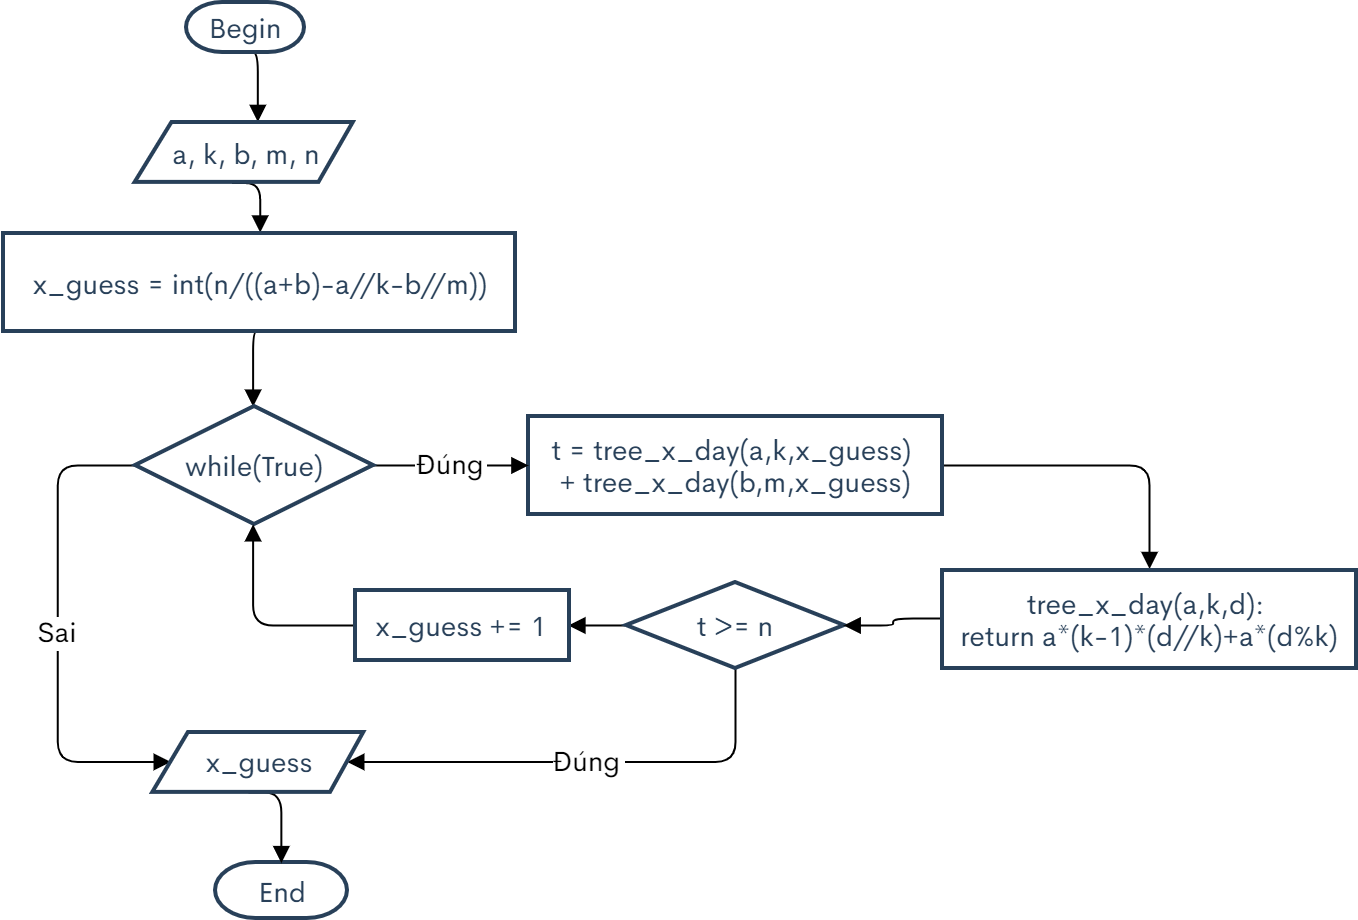 Begin
a, k, b, m, n
x_guess = int(n/((a+b)-a//k-b//m))
while(True)
Đúng
t = tree_x_day(a,k,x_guess)
+ tree_x_day(b,m,x_guess)
tree_x_day(a,k,d):
return a*(k-1)*(d//k)+a*(d%k)
t >= n
x_guess += 1
Sai
Đúng
x_guess
End